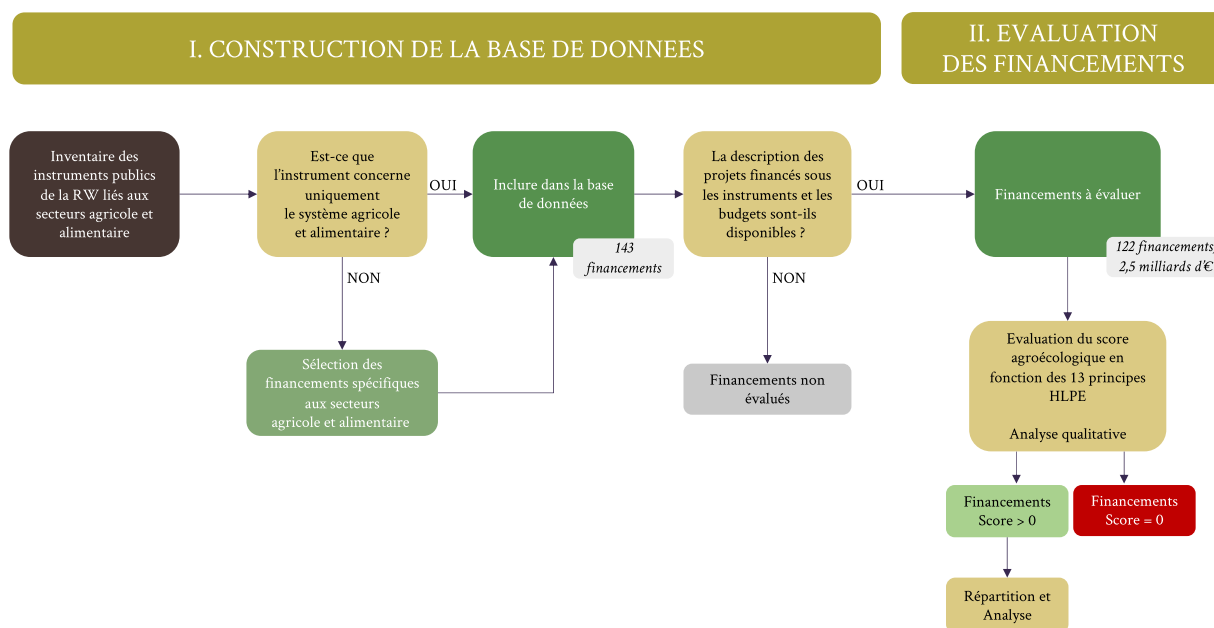 I. CONSTRUCTION DE LA BASE DE DONNEES
II. EVALUATION
DES FINANCEMENTS
Inventaire des
instruments publics
de la RW liés aux
secteurs agricole et
alimentaire
Est-ce que
l'instrument concerne
uniquement
le système agricole
et alimentaire ?
OUI
Inclure dans la base
de données
143
financements
La description des
projets financés sous
les instruments et les
budgets sont-ils
disponibles ?
OUI
Financements à évaluer
122 financements,
2,5 milliards d'€
NON
NON
Sélection des
financements spécifiques
aux secteurs
agricole et alimentaire
Financements non
évalués
Evaluation du score
agroécologique en
fonction des 13 principes
HLPE
Analyse qualitative
Financements
Score > 0
Financements
Score = 0
Répartition et
Analyse